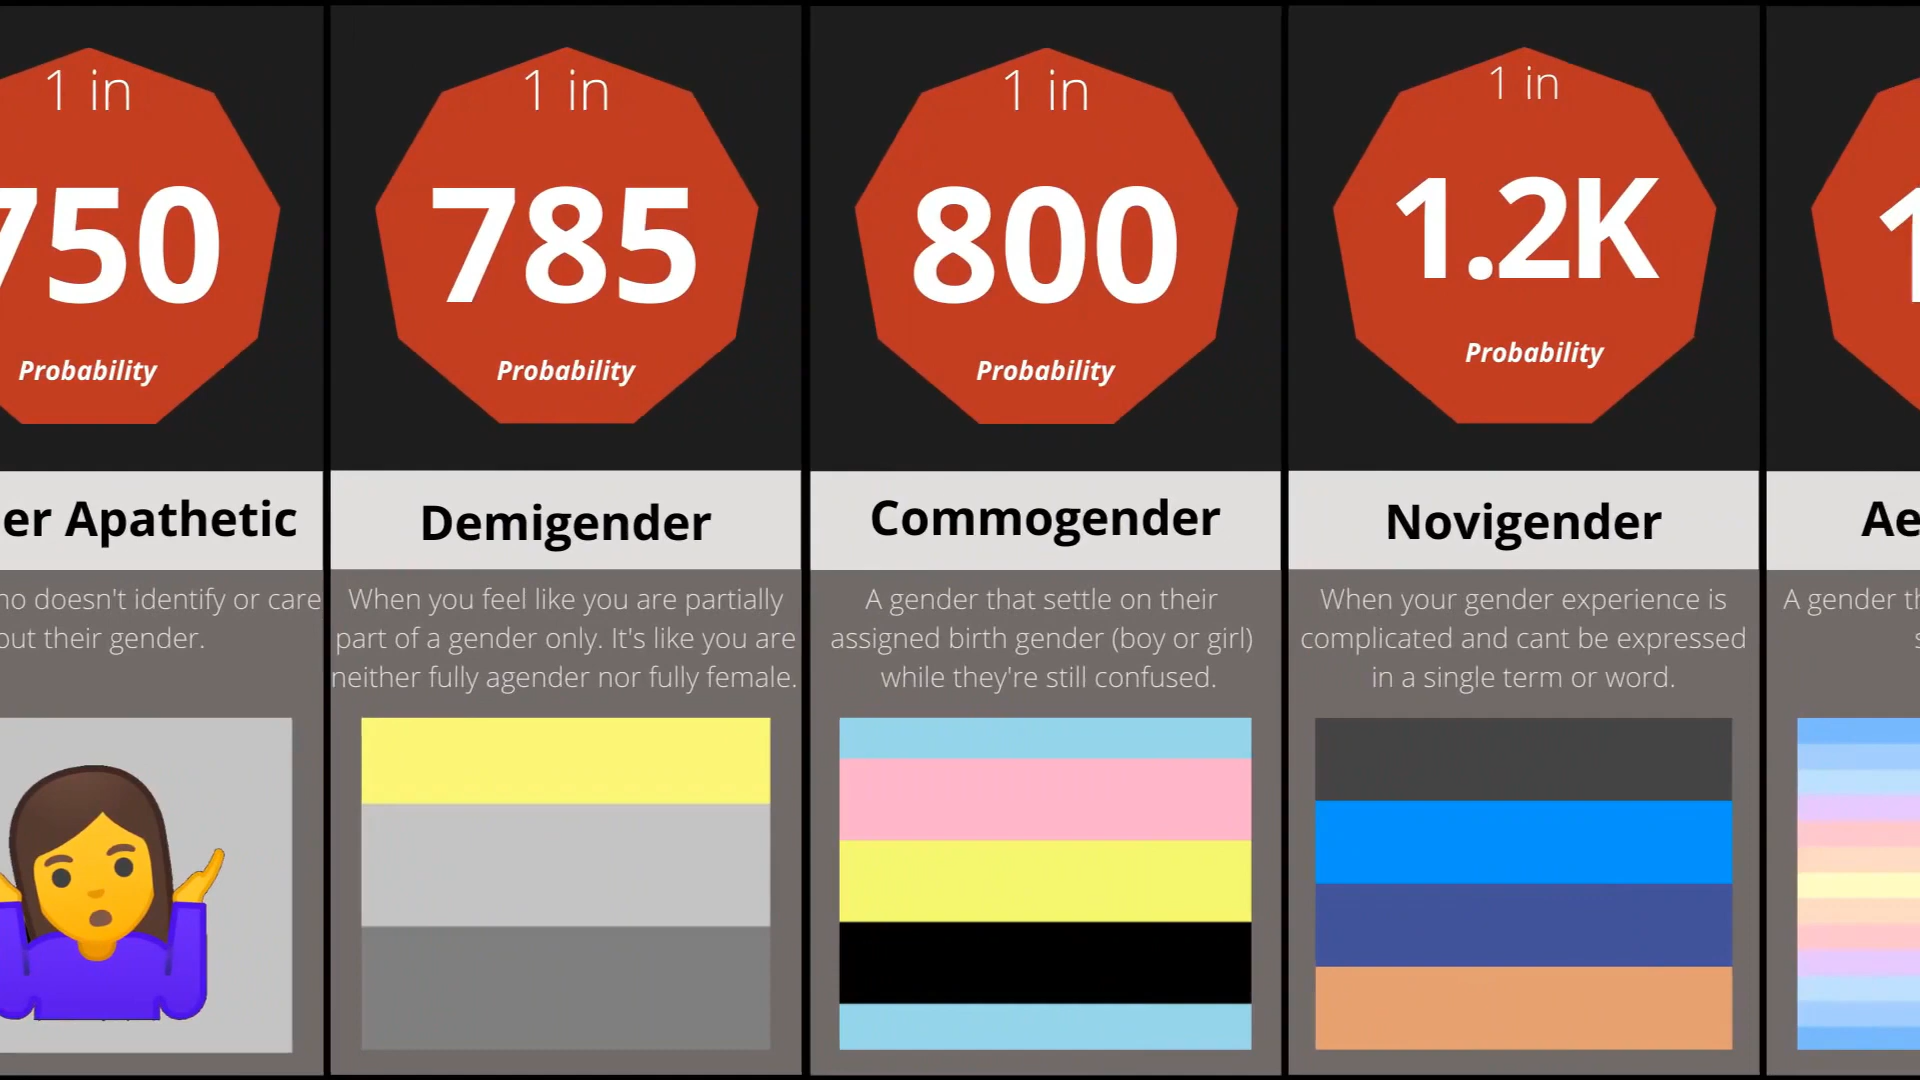 1 in
750
Probability
er Apathetic
doesn't identify or care
their gender.
1 in
785
Probability
Demigender
When you feel like you are partially
part of a gender only. It's like you are
neither fully agender nor fully female.
1 in
800
Probability
Commogender
A gender that settle on their
assigned birth gender (boy or girl)
while they're still confused.
1 in
1.2K
Probability
Novigender
When your gender experience is
complicated and cant be expressed
in a single term or word.
1
Ae
A gender